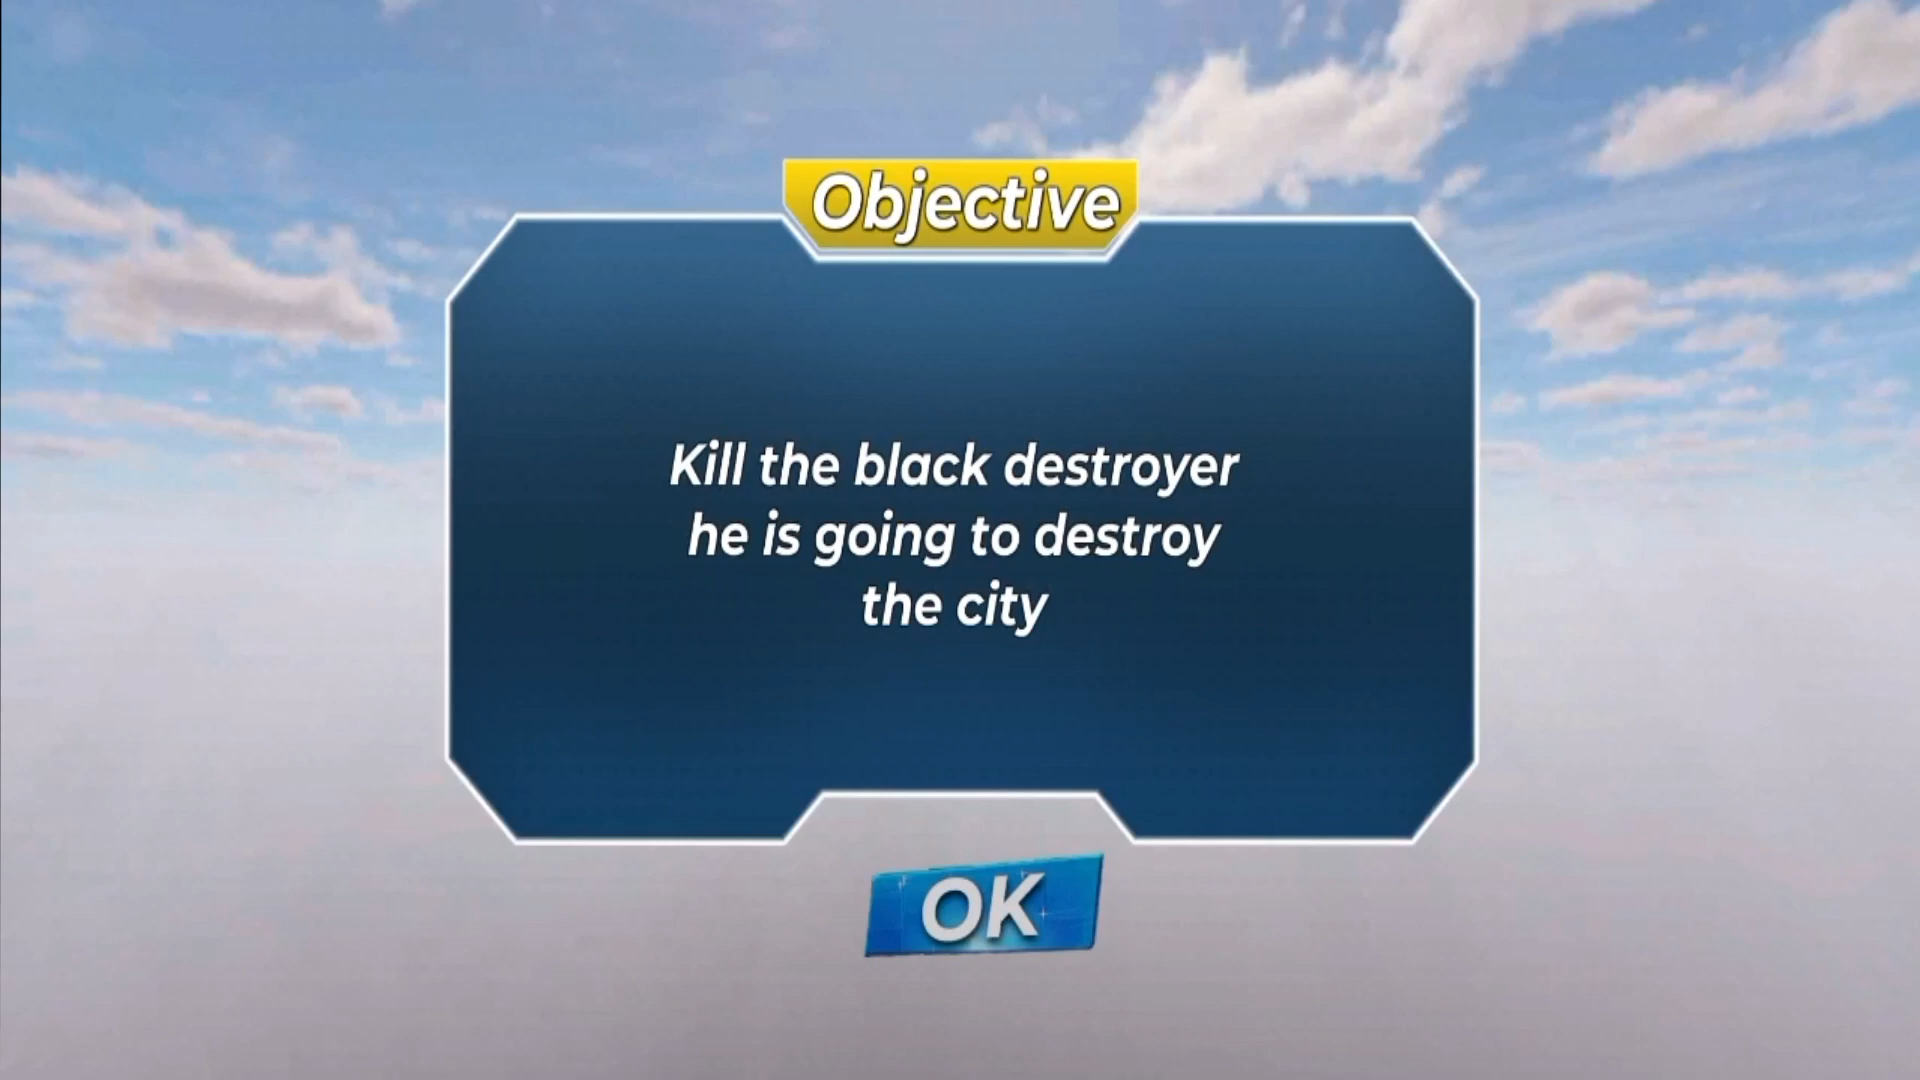 Objective
Kill the black destroyer
he is going to destroy
the city
OK